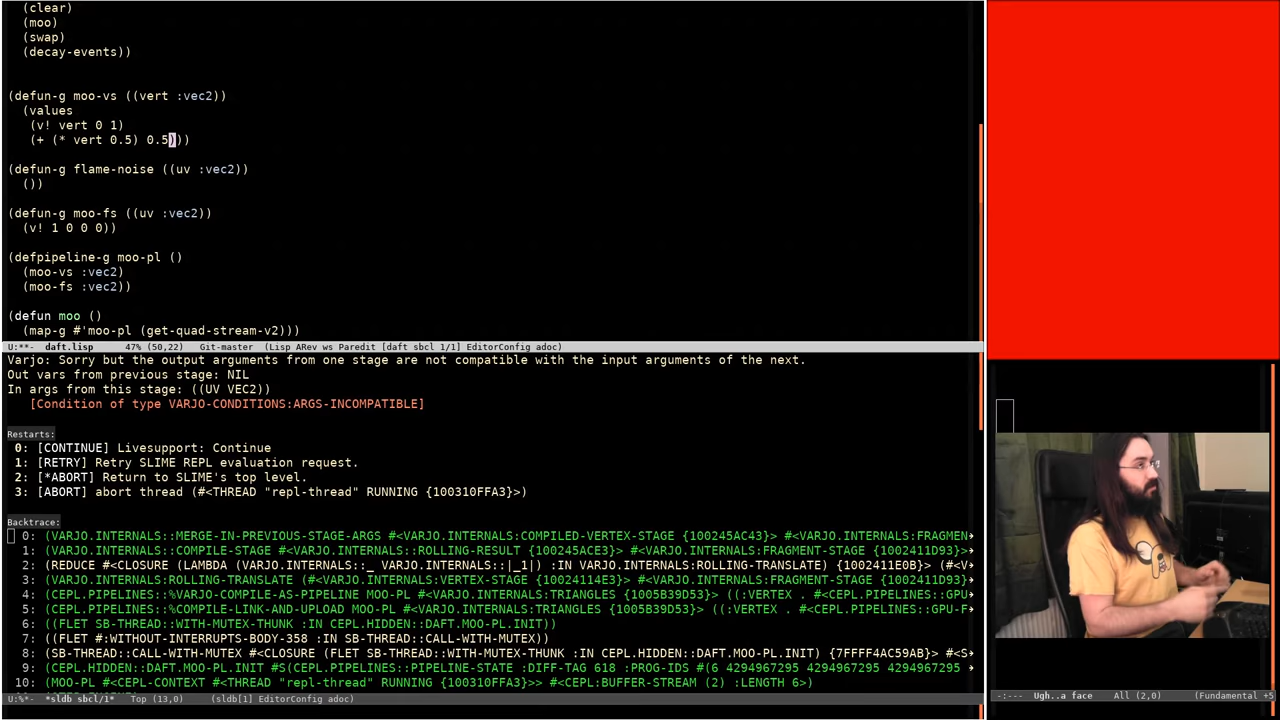 (clear)
(moo)
(swap)
(decay-events))
(defun-g moo-vs ((vert :vec2))
(values
(v! vert 0 1)
(+ (* vert 0.5) 0.5)))
(defun-g flame-noise ((uv :vec2))
())
(defun-g moo-fs ((uv :vec2))
(v! 1 0 0 0))
(defpipeline-g moo-pl ()
(moo-vs :vec2)
(moo-fs :vec2))
(defun moo ()
(map-g #'moo-pl (get-quad-stream-v2)))
U:**- daft.lisp 47% (50,22) Git-master (Lisp ARev ws Paredit [daft sbcl 1/1] EditorConfig adoc)
Varjo: Sorry but the output arguments from one stage are not compatible with the input arguments of the next.
Out vars from previous stage: NIL
In args from this stage: ((UV VEC2))
[Condition of type VARJO-CONDITIONS:ARGS-INCOMPATIBLE]
Restarts:
0: [CONTINUE] Livesupport: Continue
1: [RETRY] Retry SLIME REPL evaluation request.
2: [*ABORT] Return to SLIME's top level.
3: [ABORT] abort thread (#<THREAD "repl-thread" RUNNING {100310FFA3}>)
Backtrace:
0: (VARJO.INTERNALS::MERGE-IN-PREVIOUS-STAGE-ARGS #<VARJO.INTERNALS:COMPILED-VERTEX-STAGE {100245AC43}> #<VARJO.INTERNALS:FRAGMEN
1: (VARJO.INTERNALS::COMPILE-STAGE #<VARJO.INTERNALS::ROLLING-RESULT {100245ACE3}> #<VARJO.INTERNALS:FRAGMENT-STAGE {1002411D93}>
2: (REDUCE #<CLOSURE (LAMBDA (VARJO.INTERNALS::_ VARJO.INTERNALS::|_1|) :IN VARJO.INTERNALS:ROLLING-TRANSLATE) {1002411E0B}> (#<V
3: (VARJO.INTERNALS:ROLLING-TRANSLATE (#<VARJO.INTERNALS:VERTEX-STAGE {10024114E3}> #<VARJO.INTERNALS:FRAGMENT-STAGE {1002411D93}
4: (CEPL.PIPELINES::%VARJO-COMPILE-AS-PIPELINE MOO-PL #<VARJO.INTERNALS:TRIANGLES {1005B39D53}> ((:VERTEX . #<CEPL.PIPELINES::GPU
5: (CEPL.PIPELINES::%COMPILE-LINK-AND-UPLOAD MOO-PL #<VARJO.INTERNALS:TRIANGLES {1005B39D53}> ((:VERTEX . #<CEPL.PIPELINES::GPU-F
6: ((FLET SB-THREAD::WITH-MUTEX-THUNK :IN CEPL.HIDDEN::DAFT.MOO-PL.INIT))
7: ((FLET #:WITHOUT-INTERRUPTS-BODY-358 :IN SB-THREAD::CALL-WITH-MUTEX))
8: (SB-THREAD::CALL-WITH-MUTEX #<CLOSURE (FLET SB-THREAD::WITH-MUTEX-THUNK :IN CEPL.HIDDEN::DAFT.MOO-PL.INIT) {7FFFF4AC59AB}> #<S
9: (CEPL.HIDDEN::DAFT.MOO-PL.INIT #S(CEPL.PIPELINES::PIPELINE-STATE :DIFF-TAG 618 :PROG-IDS #(6 4294967295 4294967295 4294967295
10: (MOO-PL #<CEPL-CONTEXT #<THREAD "repl-thread" RUNNING {100310FFA3}>> #<CEPL:BUFFER-STREAM (2) :LENGTH 6>)
U:%*- *sldb sbcl/1* Top (13,0) (sldb[1] EditorConfig adoc)
-:--- Ugh..a face All (2,0) (Fundamental +5